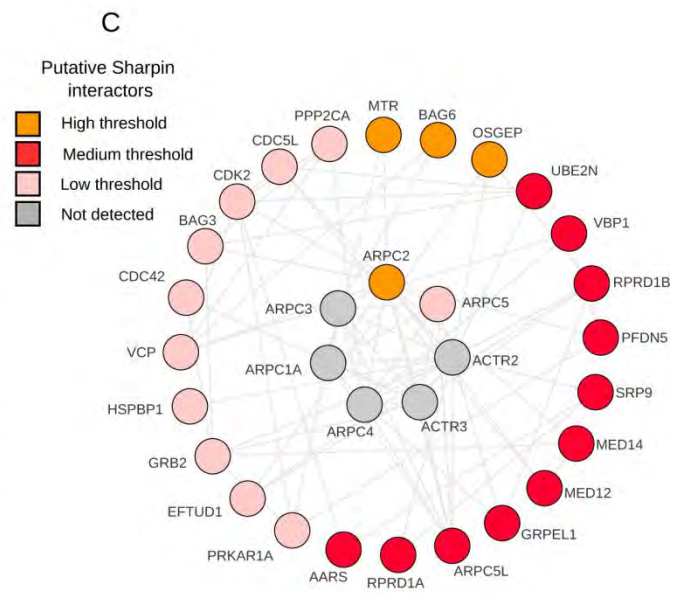 C
Putative Sharpin
interactors
High threshold
Medium threshold
Low threshold
Not detected
PPP2CA
MTR
BAG6
OSGEP
CDC5L
UBE2N
CDK2
VBP1
BAG3
ARPC2
CDC42
ARPC3
ARPC5
RPRD1B
VCP
PFDN5
ARPC1A
ACTR2
HSPBP1
SRP9
ARPC4
ACTR3
MED14
GRB2
MED12
EFTUD1
GRPEL1
PRKAR1A
AARS
RPRD1A
ARPC5L